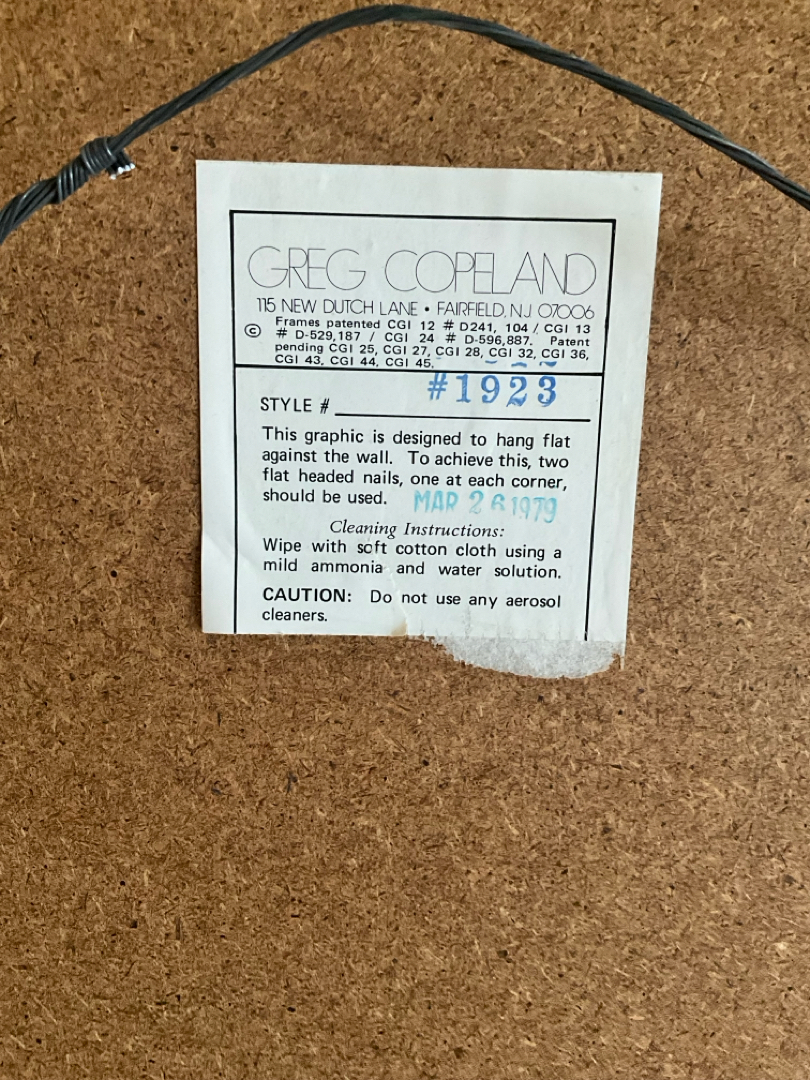 GREG COPELAND
115 NEW DUTCH LANE • FAIRFIELD, NJ 07006
© Frames patented CGI 12 # D241, 104 / CGI 13
# D-529,187 / CGI 24 # D-596,887. Patent
pending CGI 25, CGI 27, CGI 28, CGI 32, CGI 36,
CGI 43, CGI 44, CGI 45.
#1923
STYLE #
This graphic is designed to hang flat
against the wall. To achieve this, two
flat headed nails, one at each corner,
should be used. MAR 26 1979
Cleaning Instructions:
Wipe with soft cotton cloth using a
mild ammonia and water solution.
CAUTION: Do not use any aerosol
cleaners.